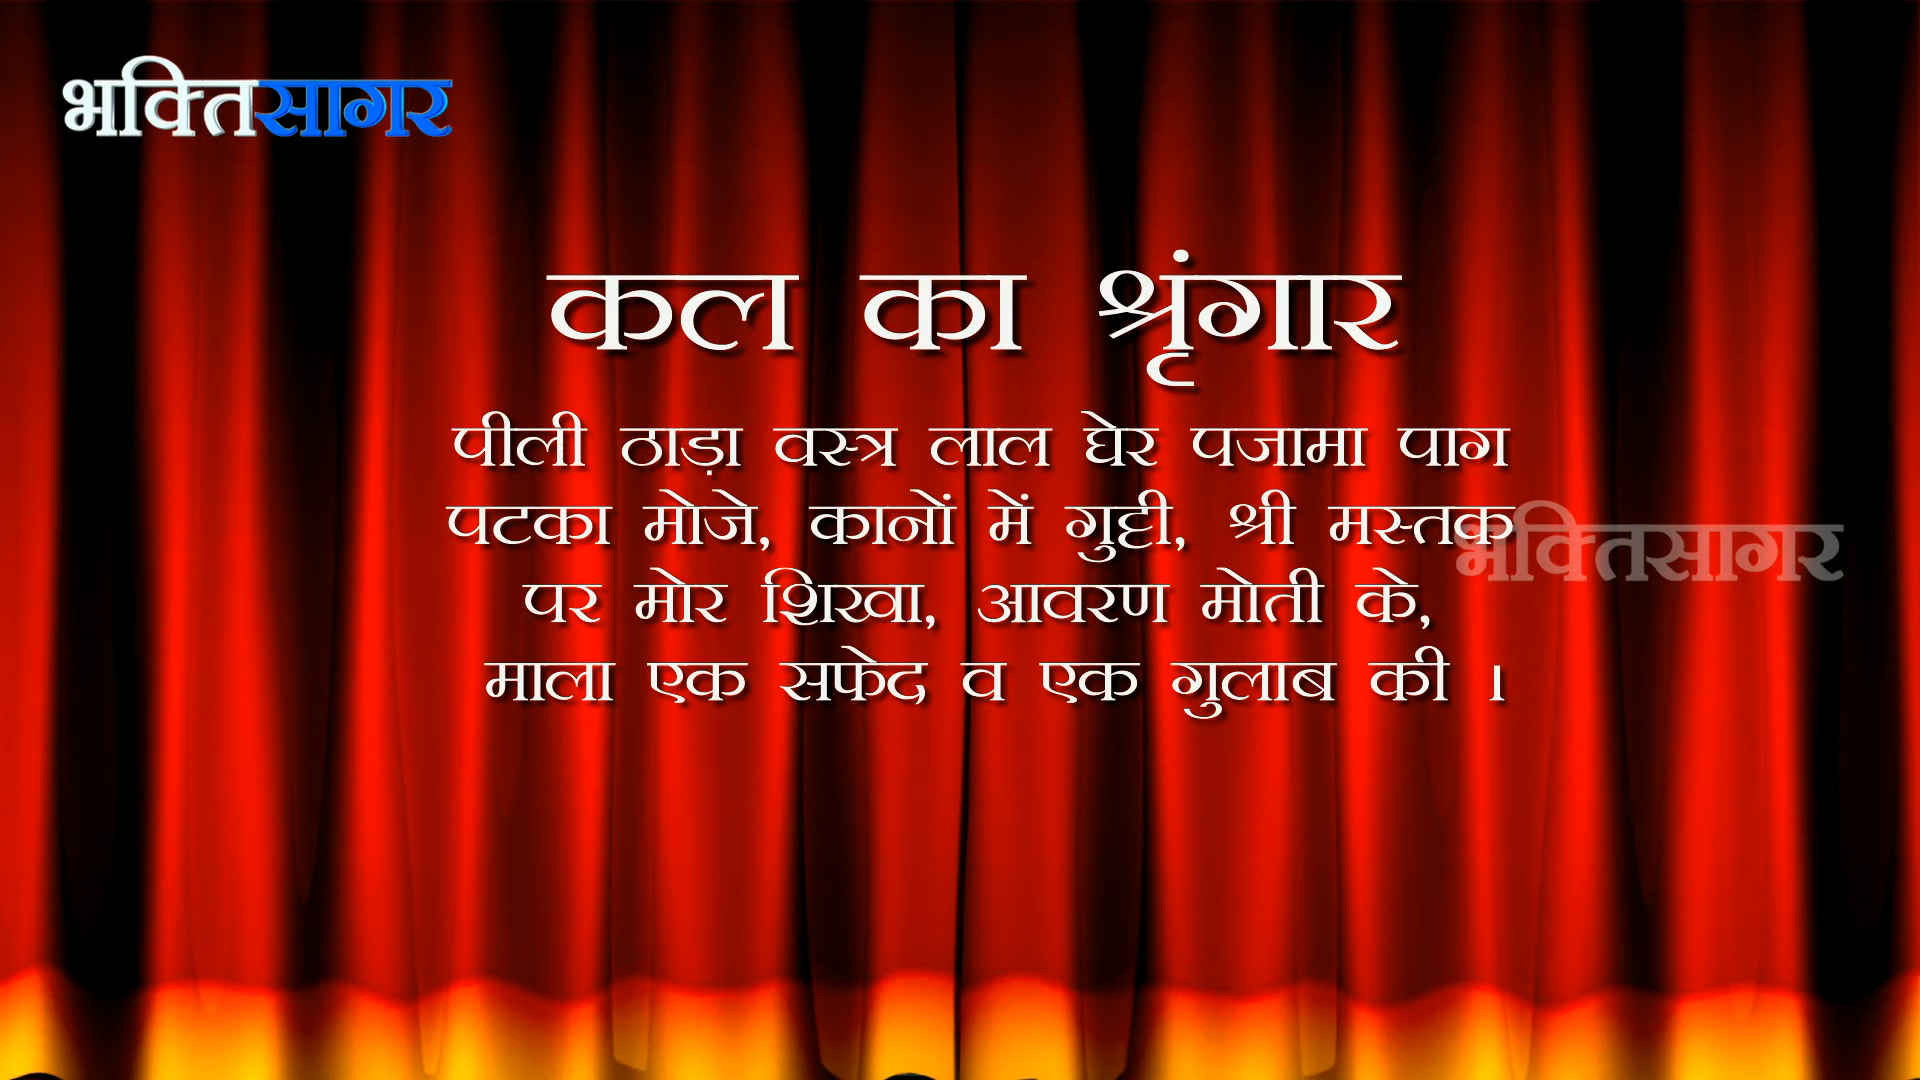 भक्तिसागर
कल का श्रृंगार
पीली ठाड़ा वस्त्र लाल घेर पजामा पाग
पटका मोजे, कानों में गुट्टी, श्री मस्तक
भक्तिसागर
पर मोर शिखा, आवरण मोती के,
माला एक सफेद व एक गुलाब की ।